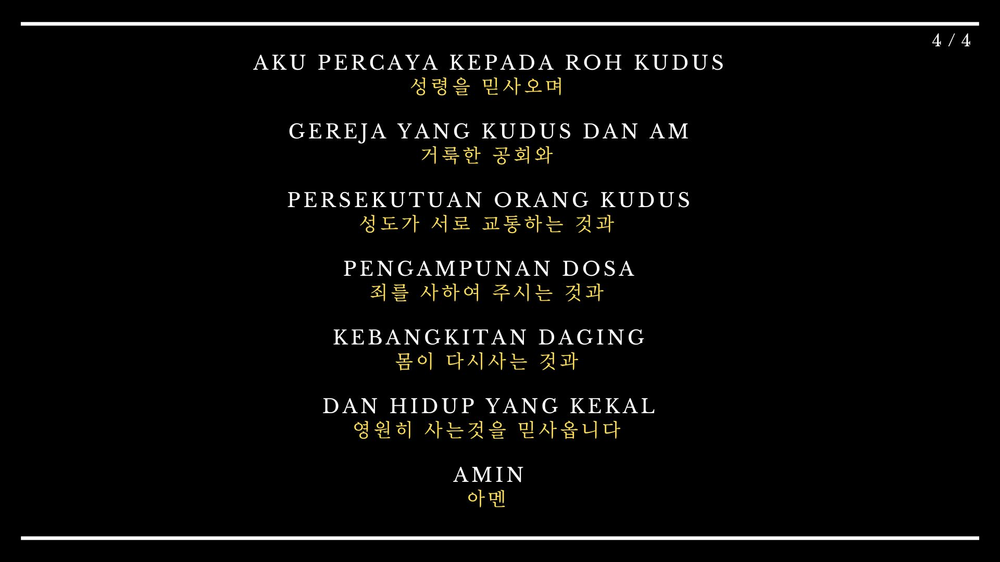 4 / 4
AKU PERCAYA KEPADA ROH KUDUS
성령을 믿사오며
GEREJA YANG KUDUS DAN AM
거룩한 공회와
PERSEKUTUAN ORANG KUDUS
성도가 서로 교통하는 것과
PENGAMPUNAN DOSA
죄를 사하여 주시는 것과
KEBANGKITAN DAGING
몸이 다시사는 것과
DAN HIDUP YANG KEKAL
영원히 사는것을 믿사옵니다
AMIN
아멘